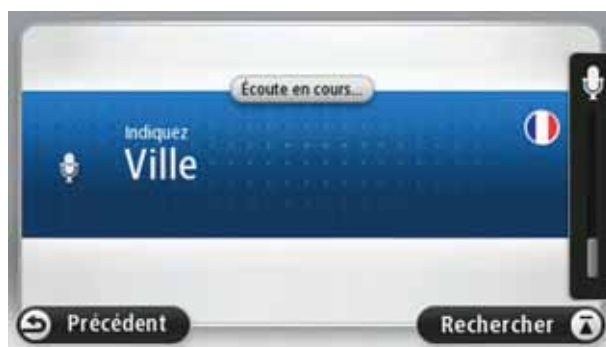 Écoute en cours...
Indiquez
Ville
Précédent
Rechercher